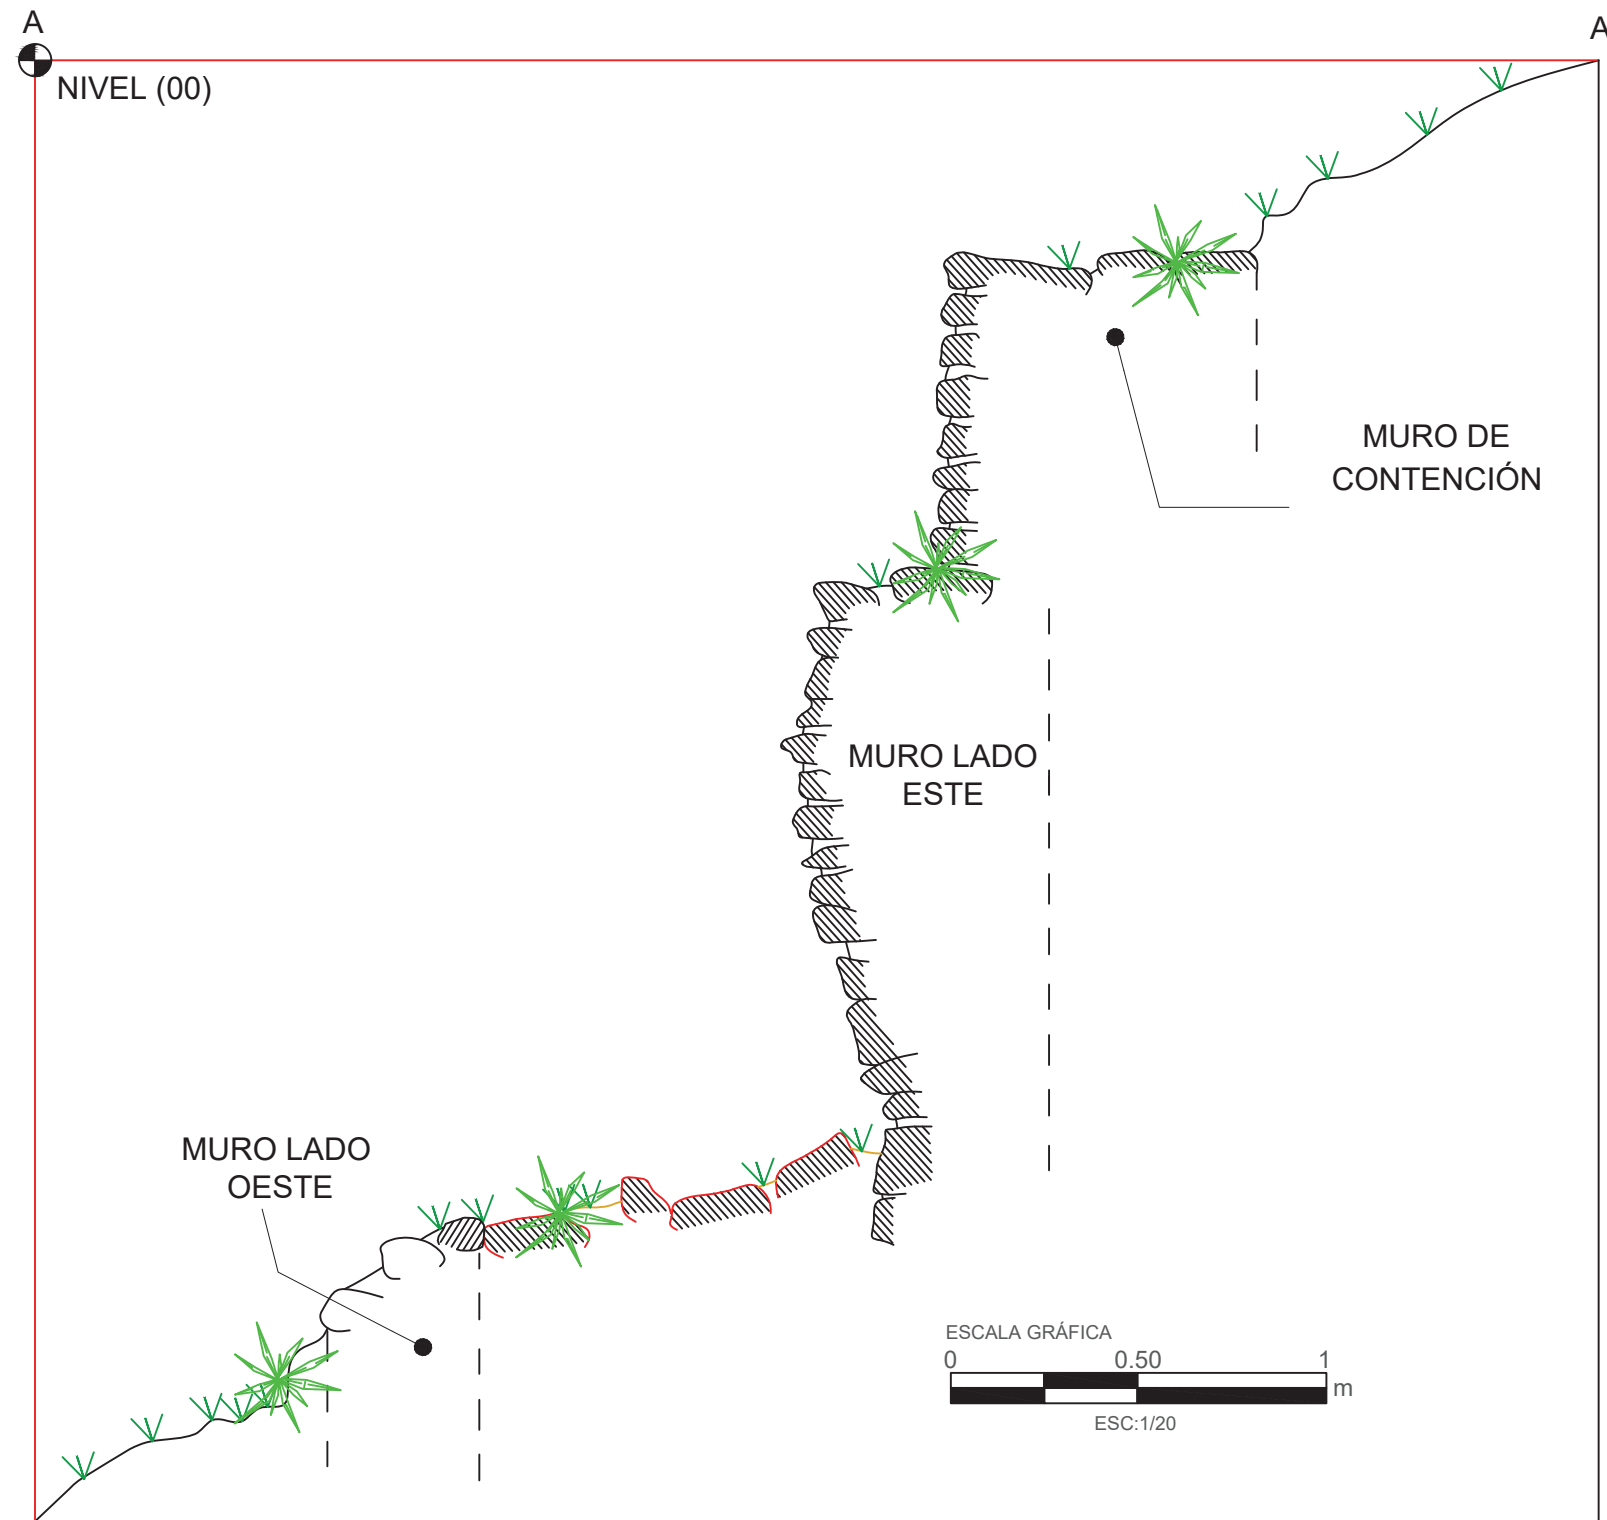 A
A
NIVEL (00)
MURO DE
CONTENCIÓN
MURO LADO
ESTE
MURO LADO
OESTE
ESCALA GRÁFICA
0 0.50 1
m
ESC:1/20